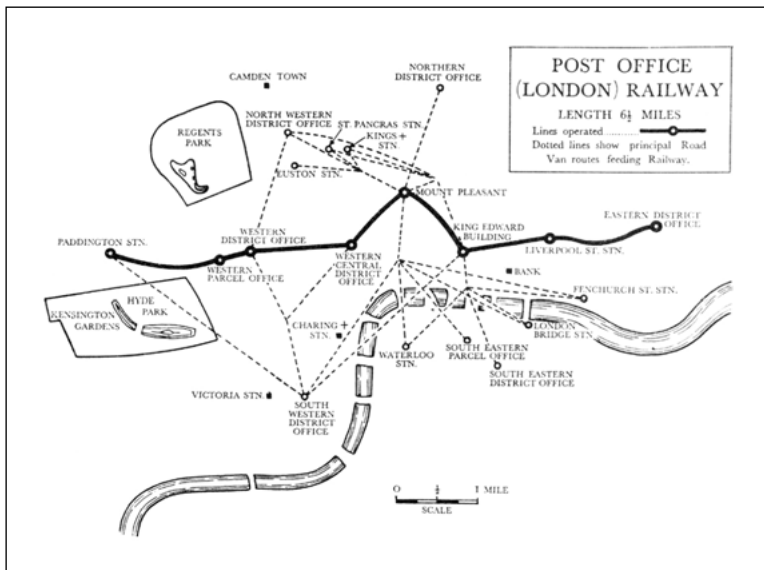 POST OFFICE
(LONDON) RAILWAY
LENGTH 6½ MILES
Lines operated ..........
Dotted lines show principal Road
Van routes feeding Railway.
NORTHERN
DISTRICT OFFICE
CAMDEN TOWN
NORTH WESTERN
DISTRICT OFFICE
ST. PANCRAS STN.
KINGS +
STN.
REGENTS
PARK
EUSTON STN.
MOUNT PLEASANT
EASTERN DISTRICT
OFFICE
KING EDWARD
BUILDING
WESTERN
DISTRICT OFFICE
PADDINGTON STN.
LIVERPOOL ST. STN.
WESTERN
CENTRAL
DISTRICT
OFFICE
WESTERN
PARCEL OFFICE
BANK
FENCHURCH ST. STN.
HYDE
PARK
KENSINGTON
GARDENS
CHARING +
STN.
LONDON
BRIDGE STN.
WATERLOO
STN.
SOUTH EASTERN
PARCEL OFFICE
SOUTH EASTERN
DISTRICT OFFICE
VICTORIA STN.
SOUTH
WESTERN
DISTRICT
OFFICE
0 ½ 1 MILE
SCALE